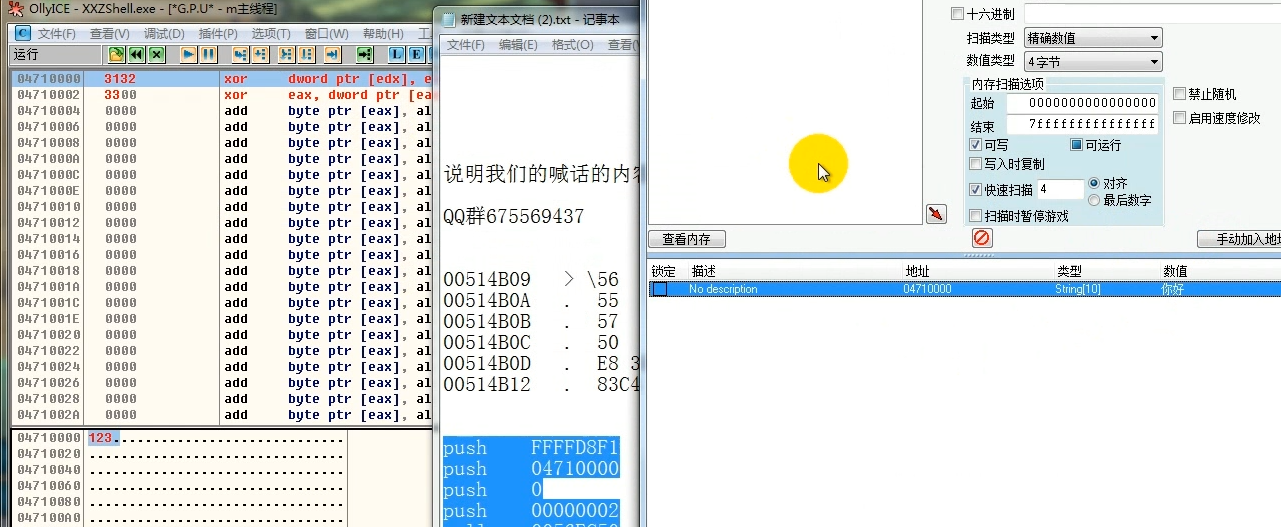 OllyICE - XXZShell.exe - [*G.P.U* - m主线程]
文件(F) 查看(V) 调试(D) 插件(P) 选项(T) 窗口(W) 帮助(H)
运行
L E
04710000 3132 xor dword ptr [edx], e
04710002 3300 xor eax, dword ptr [ea
04710004 0000 add byte ptr [eax], al
04710006 0000 add byte ptr [eax], al
04710008 0000 add byte ptr [eax], al
0471000A 0000 add byte ptr [eax], al
0471000C 0000 add byte ptr [eax], al
0471000E 0000 add byte ptr [eax], al
04710010 0000 add byte ptr [eax], al
04710012 0000 add byte ptr [eax], al
04710014 0000 add byte ptr [eax], al
04710016 0000 add byte ptr [eax], al
04710018 0000 add byte ptr [eax], al
0471001A 0000 add byte ptr [eax], al
0471001C 0000 add byte ptr [eax], al
0471001E 0000 add byte ptr [eax], al
04710020 0000 add byte ptr [eax], al
04710022 0000 add byte ptr [eax], al
04710024 0000 add byte ptr [eax], al
04710026 0000 add byte ptr [eax], al
04710028 0000 add byte ptr [eax], al
0471002A 0000 add byte ptr [eax], al
04710000 123.............................
04710020 ................................
04710040 ................................
04710060 ................................
04710080 ................................
047100A0 ................................
新建文本文档 (2).txt - 记事本
文件(F) 编辑(E) 格式(O) 查看(V
说明我们的喊话的内容
QQ群675569437
00514B09 > \56
00514B0A . 55
00514B0B . 57
00514B0C . 50
00514B0D . E8 3
00514B12 . 83C4
push FFFFD8F1
push 04710000
push 0
push 00000002
十六进制
扫描类型 精确数值
数值类型 4字节
内存扫描选项
起始 0000000000000000
结束 7fffffffffffffff
可写 可运行
写入时复制
快速扫描 4 对齐
最后数字
扫描时暂停游戏
禁止随机
启用速度修改
查看内存
手动加入地址
锁定 描述 地址 类型 数值
No description 04710000 String[10] 你好